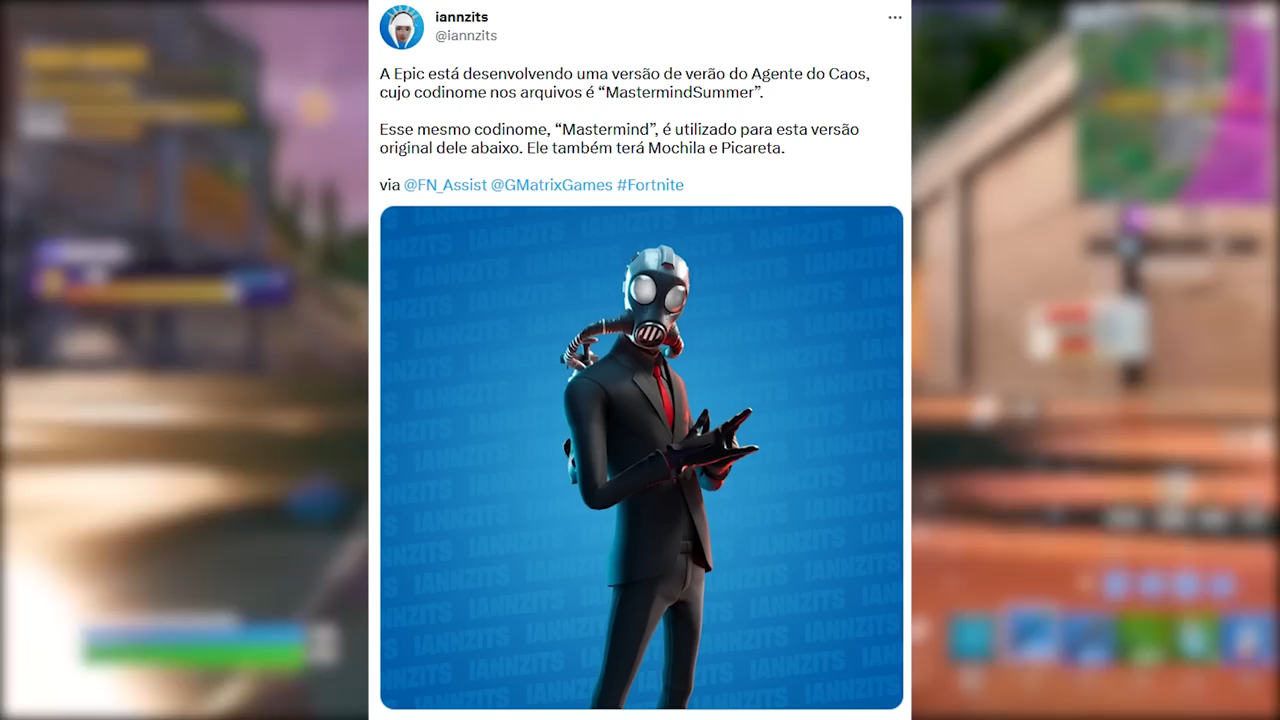 iannzits
@iannzits
A Epic está desenvolvendo uma versão de verão do Agente do Caos,
cujo codinome nos arquivos é “MastermindSummer”.
Esse mesmo codinome, “Mastermind”, é utilizado para esta versão
original dele abaixo. Ele também terá Mochila e Picareta.
via @FN_Assist @GMatrixGames #Fortnite
IANNZITS